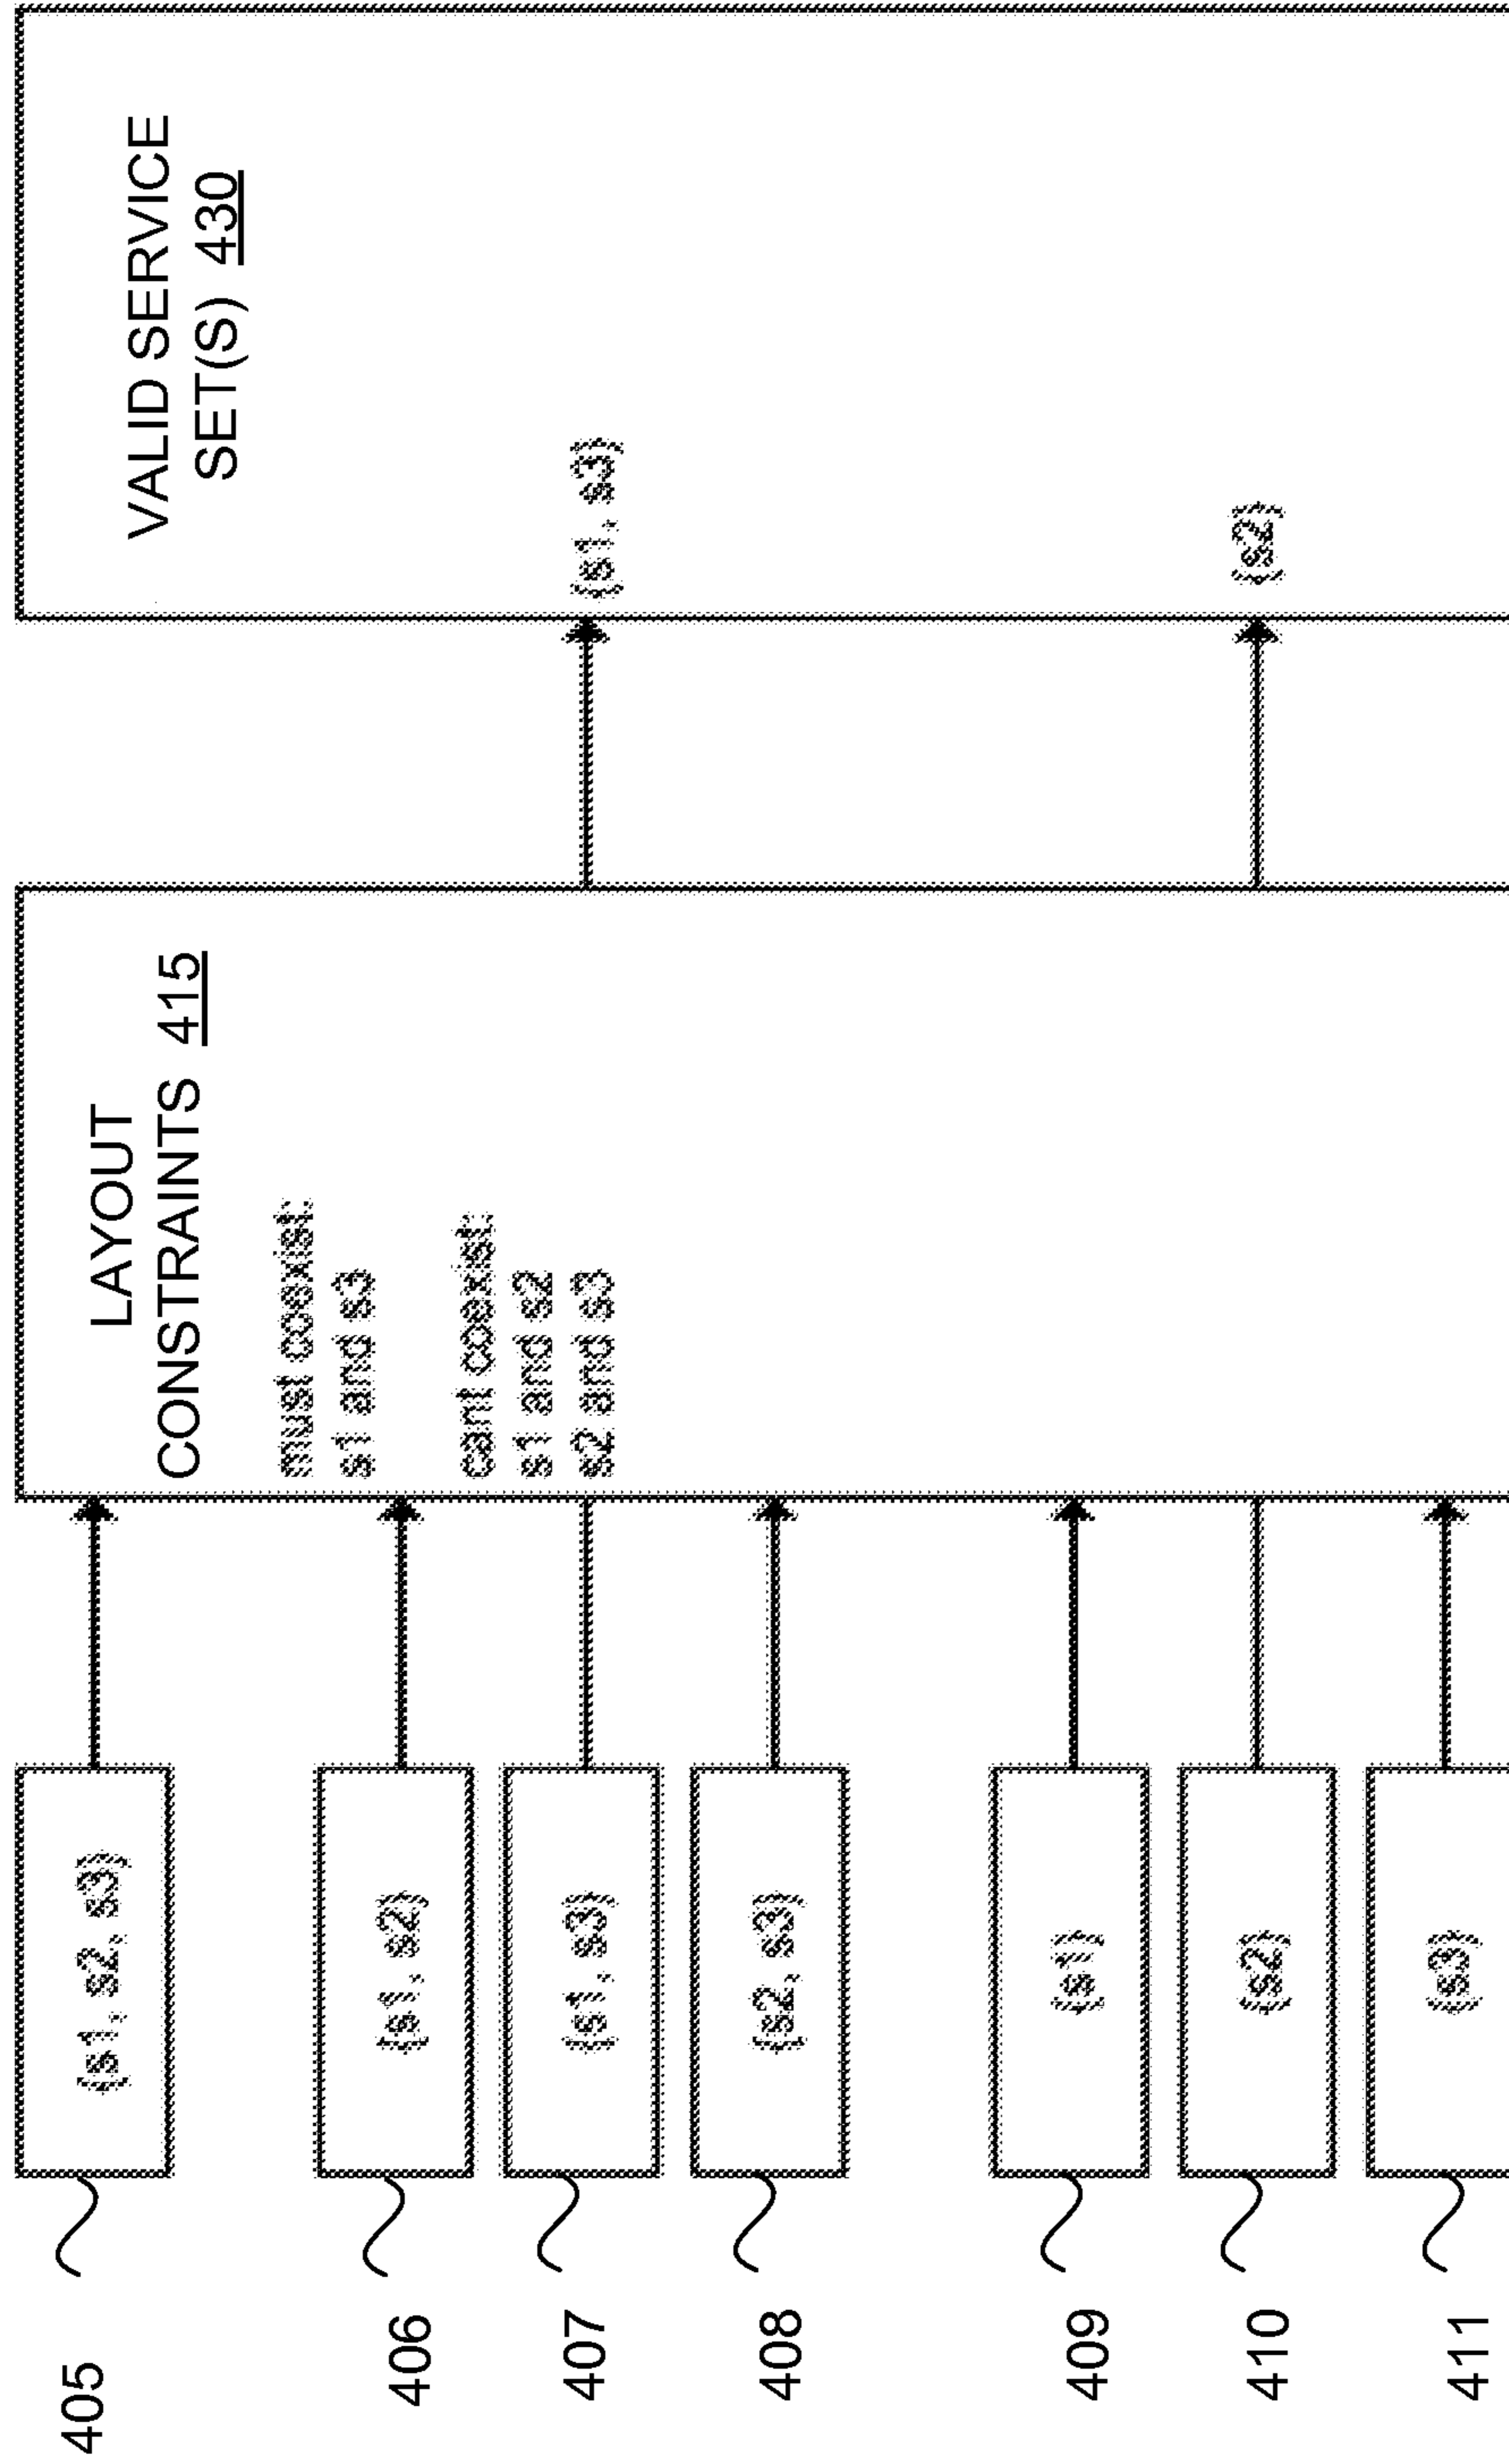 405
{s1, s2, s3}
406
{s1, s2}
407
{s1, s3}
408
{s2, s3}
409
{s1}
410
{s2}
411
{s3}
LAYOUT
CONSTRAINTS 415
must coexist:
s1 and s3
cant coexist:
s1 and s2
s2 and s3
VALID SERVICE
SET(S) 430
{s1, s3}
{s2}